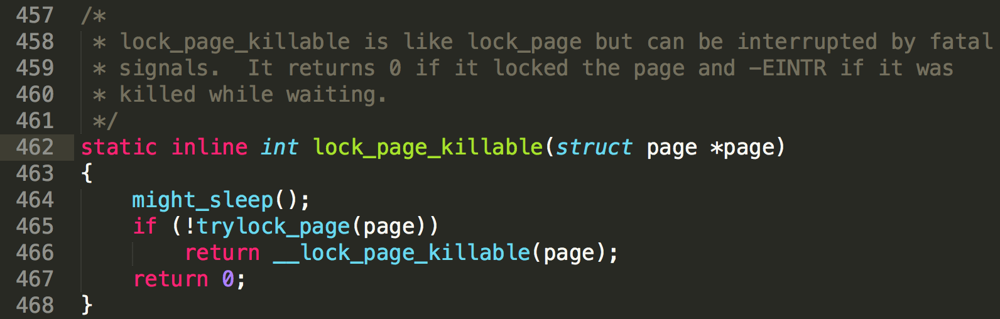 457 /*
458  * lock_page_killable is like lock_page but can be interrupted by fatal
459  * signals.  It returns 0 if it locked the page and -EINTR if it was
460  * killed while waiting.
461  */
462 static inline int lock_page_killable(struct page *page)
463 {
464     might_sleep();
465     if (!trylock_page(page))
466         return __lock_page_killable(page);
467     return 0;
468 }